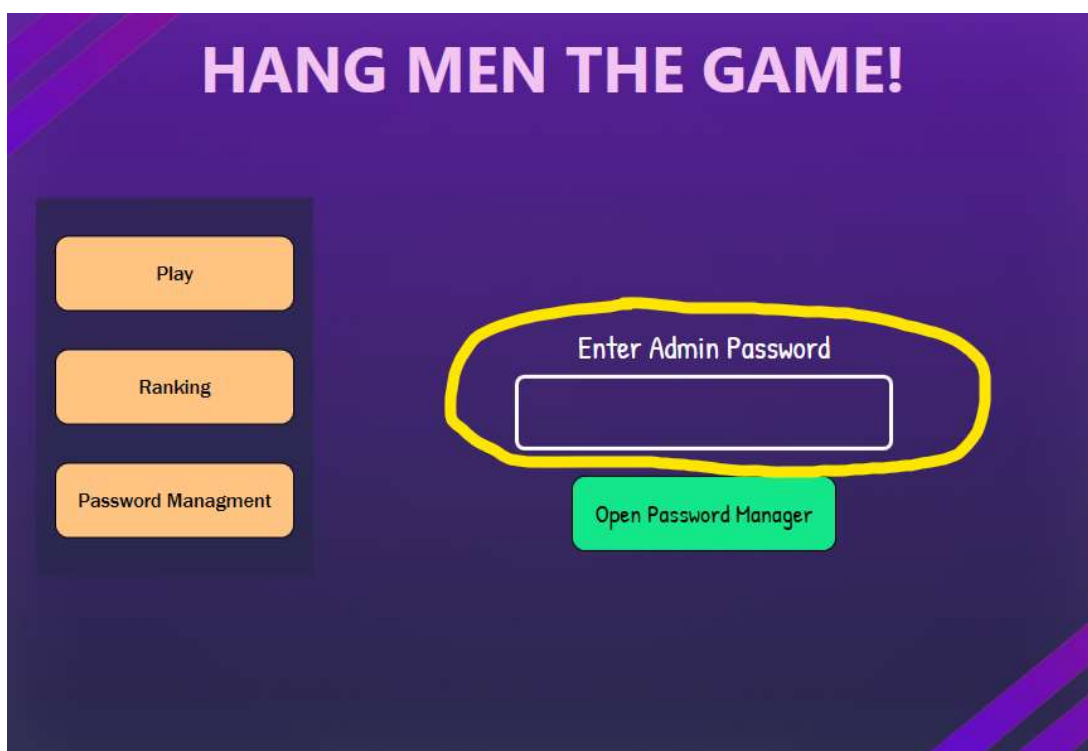 HANG MEN THE GAME!
Play
Ranking
Password Managment
Enter Admin Password
Open Password Manager